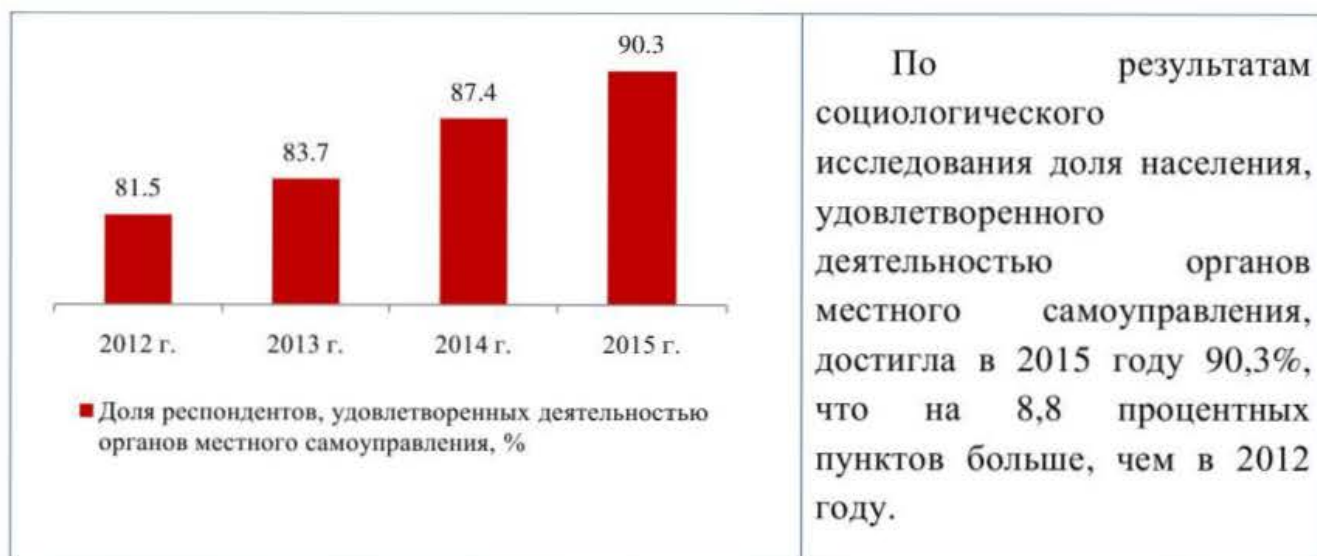 81.5
83.7
87.4
90.3
2012 г.
2013 г.
2014 г.
2015 г.
Доля респондентов, удовлетворенных деятельностью
органов местного самоуправления, %
По результатам
социологического
исследования доля населения,
удовлетворенного
деятельностью органов
местного самоуправления,
достигла в 2015 году 90,3%,
что на 8,8 процентных
пунктов больше, чем в 2012
году.